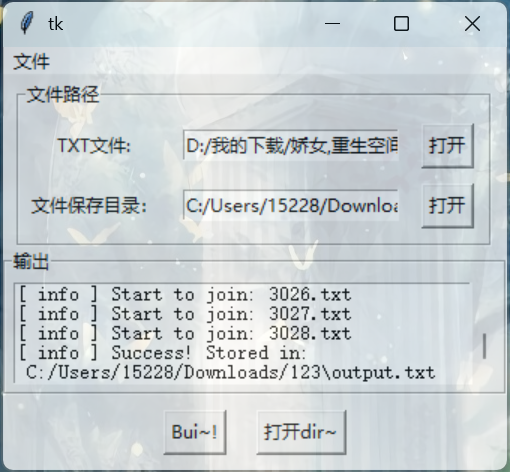 tk
文件
文件路径
TXT文件: D:/我的下载/娇女,重生空间 打开
文件保存目录: C:/Users/15228/Downloa 打开
输出
[ info ] Start to join: 3026.txt
[ info ] Start to join: 3027.txt
[ info ] Start to join: 3028.txt
[ info ] Success! Stored in:
C:/Users/15228/Downloads/123\output.txt
Bui~! 打开dir~